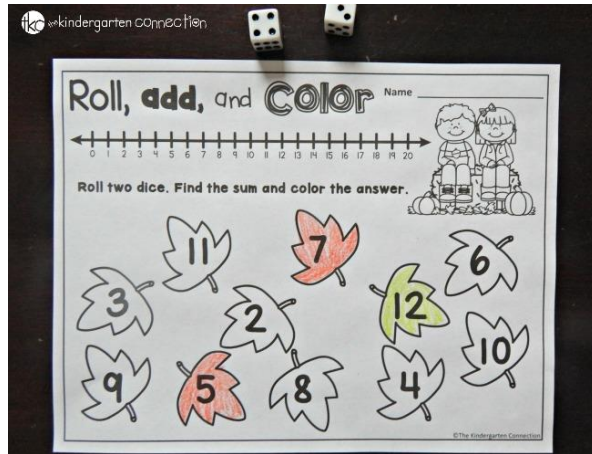 tkc the kindergarten connection
Roll, add, and Color Name
0 1 2 3 4 5 6 7 8 9 10 11 12 13 14 15 16 17 18 19 20
Roll two dice. Find the sum and color the answer.
11 7 6
3 2 12
10
9 5 8 4
©The Kindergarten Connection